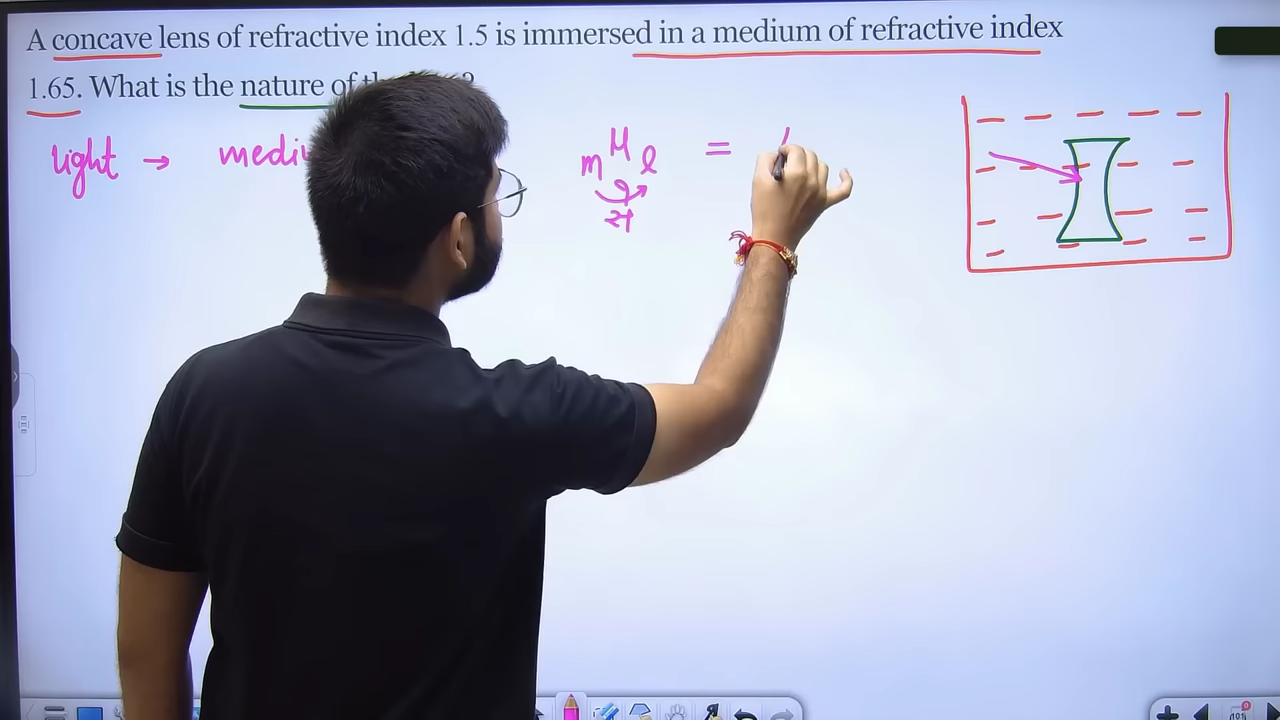 A concave lens of refractive index 1.5 is immersed in a medium of refractive index
1.65. What is the nature of
light →
m μ l =
से